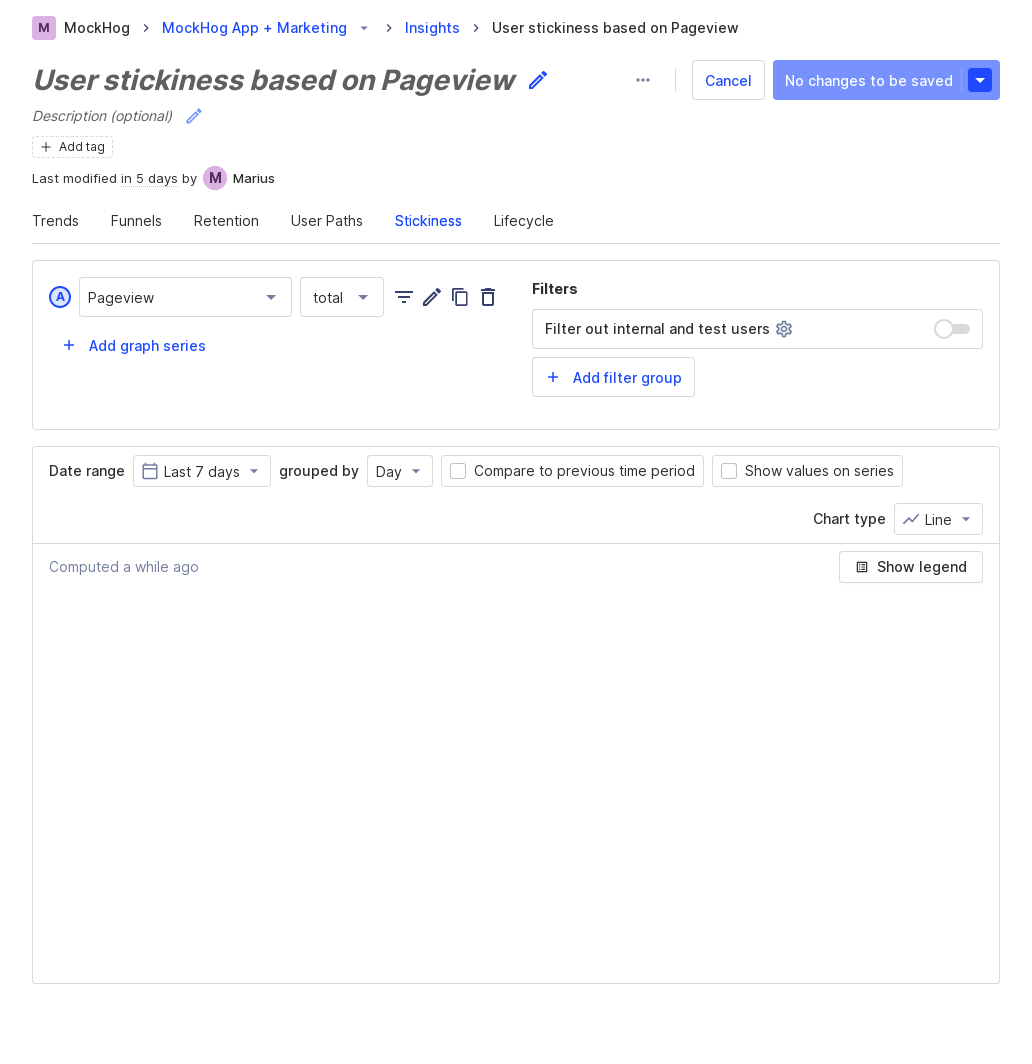 M MockHog MockHog App + Marketing Insights User stickiness based on Pageview
User stickiness based on Pageview
Cancel No changes to be saved
Description (optional)
Add tag
Last modified in 5 days by M Marius
Trends Funnels Retention User Paths Stickiness Lifecycle
A Pageview total
Add graph series
Filters
Filter out internal and test users
Add filter group
Date range Last 7 days grouped by Day Compare to previous time period Show values on series
Chart type Line
Computed a while ago Show legend